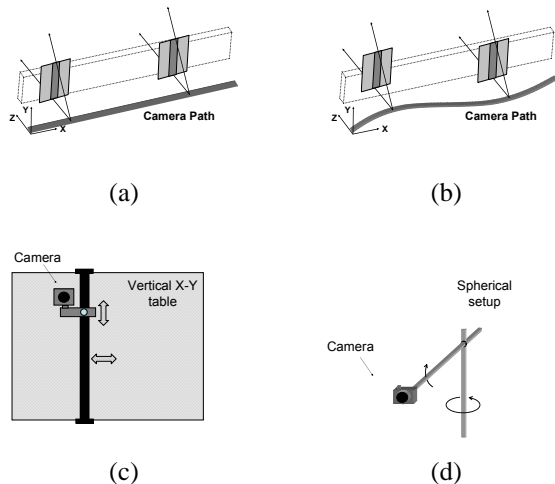 Y
Z
X
Camera Path
(a)
Y
Z
X
Camera Path
(b)
Camera
Vertical X-Y
table
(c)
Spherical
setup
Camera
(d)